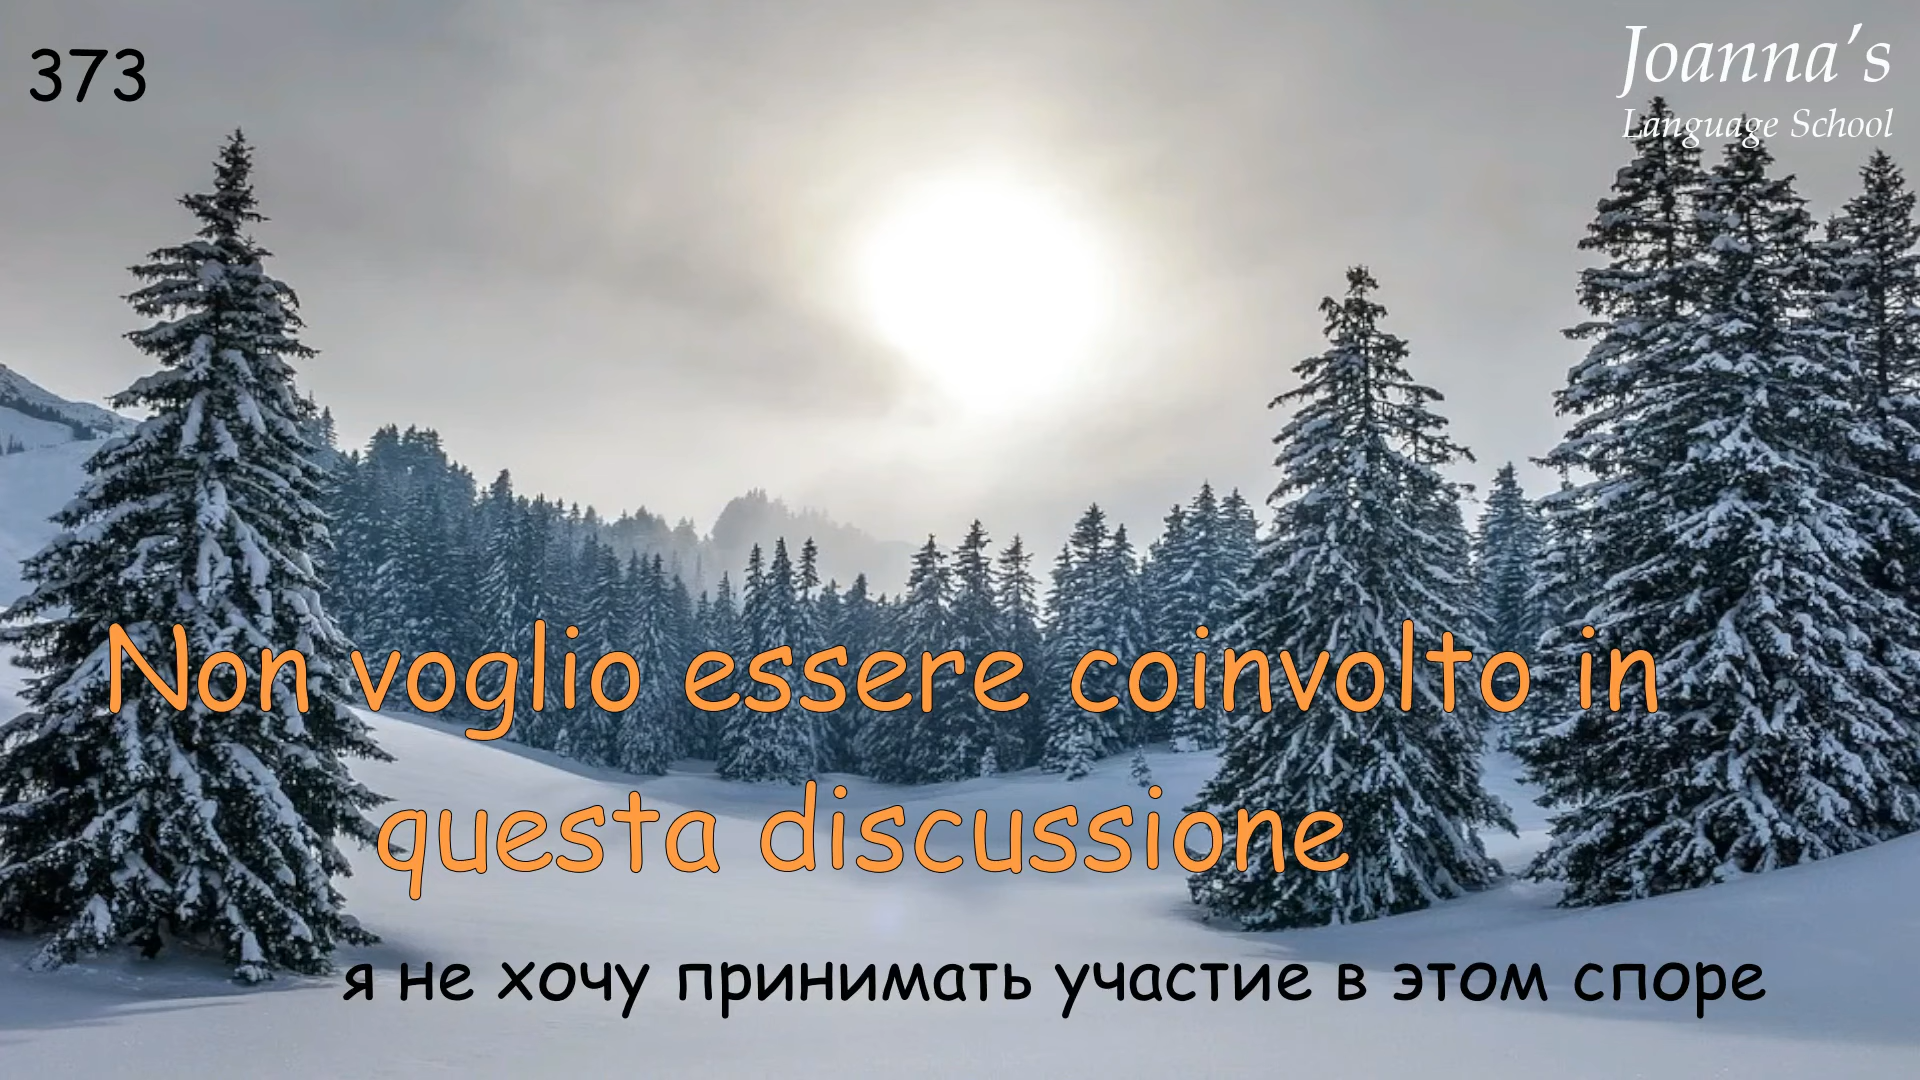 373
Joanna's
Language School
Non voglio essere coinvolto in
questa discussione
я не хочу принимать участие в этом споре